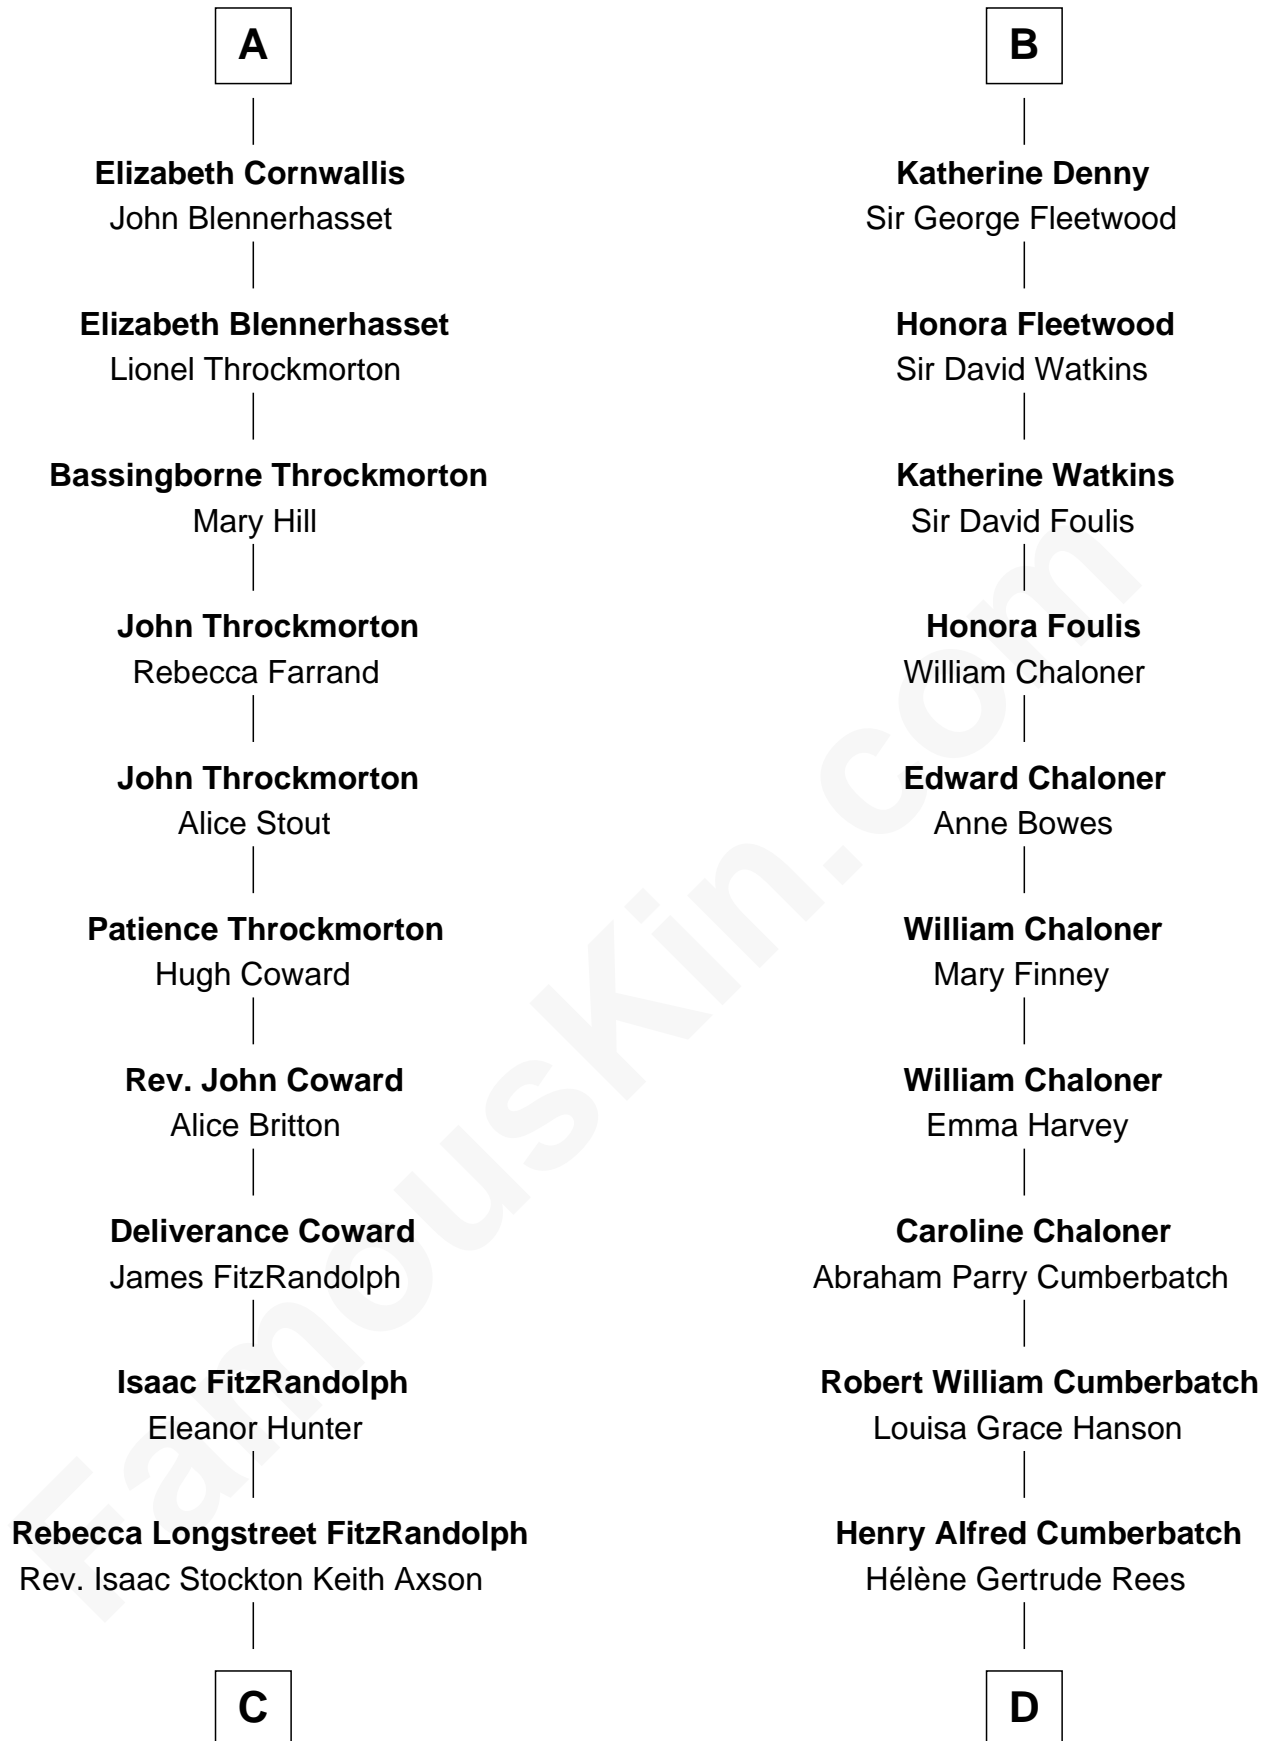 A
Elizabeth Cornwallis
John Blennerhasset
Elizabeth Blennerhasset
Lionel Throckmorton
Bassingborne Throckmorton
Mary Hill
John Throckmorton
Rebecca Farrand
John Throckmorton
Alice Stout
Patience Throckmorton
Hugh Coward
Rev. John Coward
Alice Britton
Deliverance Coward
James FitzRandolph
Isaac FitzRandolph
Eleanor Hunter
Rebecca Longstreet FitzRandolph
Rev. Isaac Stockton Keith Axson
C
B
Katherine Denny
Sir George Fleetwood
Honora Fleetwood
Sir David Watkins
Katherine Watkins
Sir David Foulis
Honora Foulis
William Chaloner
Edward Chaloner
Anne Bowes
William Chaloner
Mary Finney
William Chaloner
Emma Harvey
Caroline Chaloner
Abraham Parry Cumberbatch
Robert William Cumberbatch
Louisa Grace Hanson
Henry Alfred Cumberbatch
Hélène Gertrude Rees
D
FamousKin.com